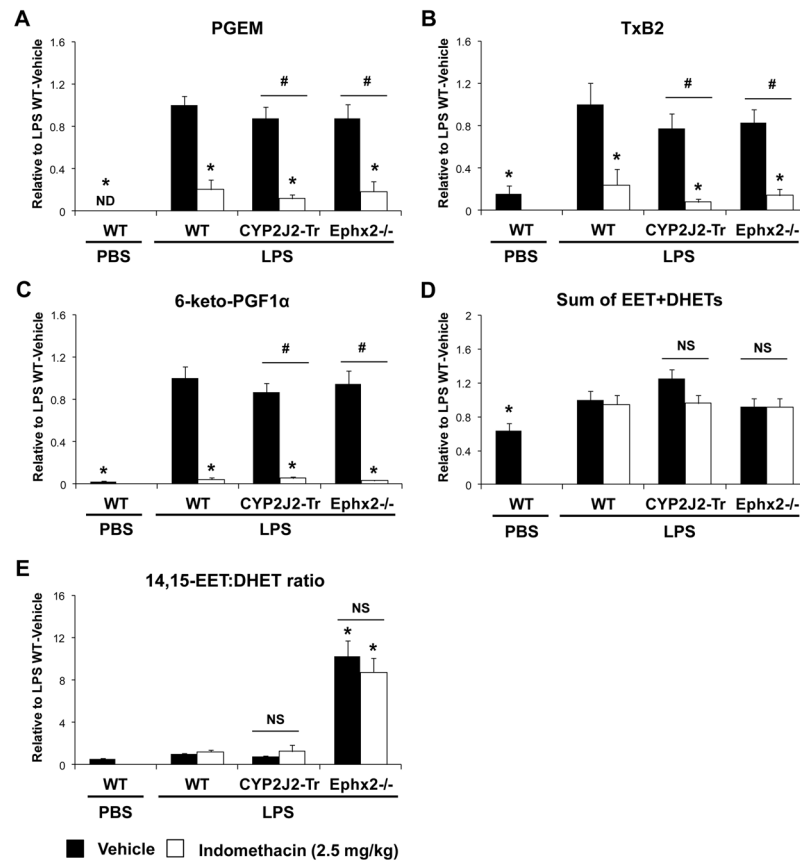 A
PGEM
Relative to LPS WT-Vehicle
1.6
1.2
0.8
0.4
0
*
ND
*
#
*
#
*
WT
WT
CYP2J2-Tr
Ephx2-/-
PBS
LPS
B
TxB2
Relative to LPS WT-Vehicle
1.6
1.2
0.8
0.4
0
*
*
#
*
#
*
WT
WT
CYP2J2-Tr
Ephx2-/-
PBS
LPS
C
6-keto-PGF1α
Relative to LPS WT-Vehicle
1.6
1.2
0.8
0.4
0
*
*
#
*
#
*
WT
WT
CYP2J2-Tr
Ephx2-/-
PBS
LPS
D
Sum of EET+DHETs
Relative to LPS WT-Vehicle
2
1.6
1.2
0.8
0.4
0
*
NS
NS
WT
WT
CYP2J2-Tr
Ephx2-/-
PBS
LPS
E
14,15-EET:DHET ratio
Relative to LPS WT-Vehicle
16
12
8
4
0
NS
NS
*
*
WT
WT
CYP2J2-Tr
Ephx2-/-
PBS
LPS
Vehicle
Indomethacin (2.5 mg/kg)